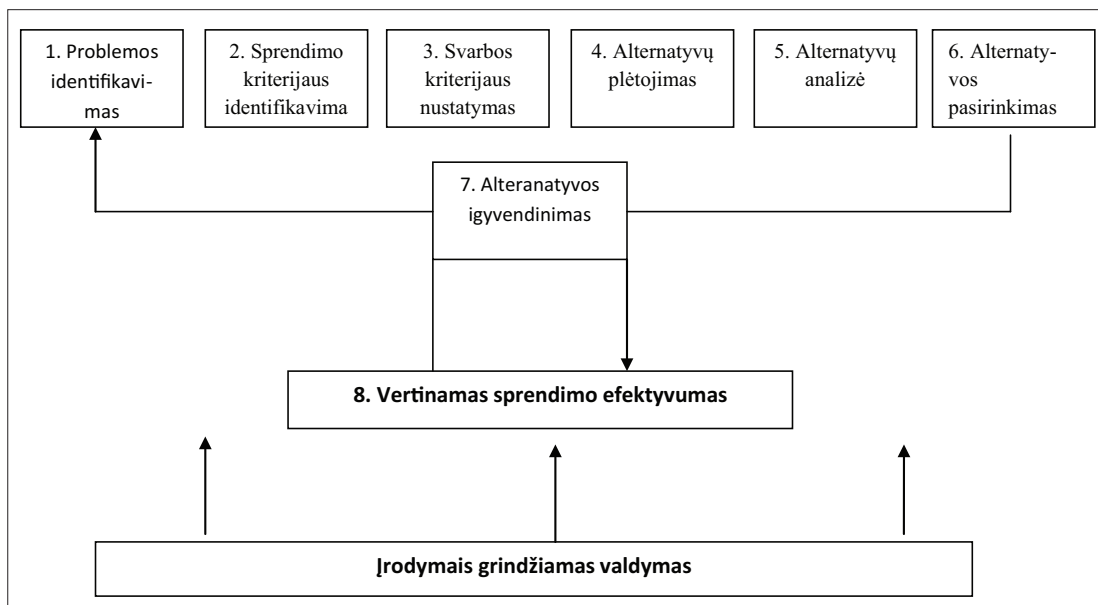 1. Problemos
identifikavi-
mas
2. Sprendimo
kriterijaus
identifikavima
3. Svarbos
kriterijaus
nustatymas
4. Alternatyvų
plėtojimas
5. Alternatyvų
analizė
6. Alternaty-
vos
pasirinkimas
7. Alteranatyvos
igyvendinimas
8. Vertinamas sprendimo efektyvumas
Įrodymais grindžiamas valdymas